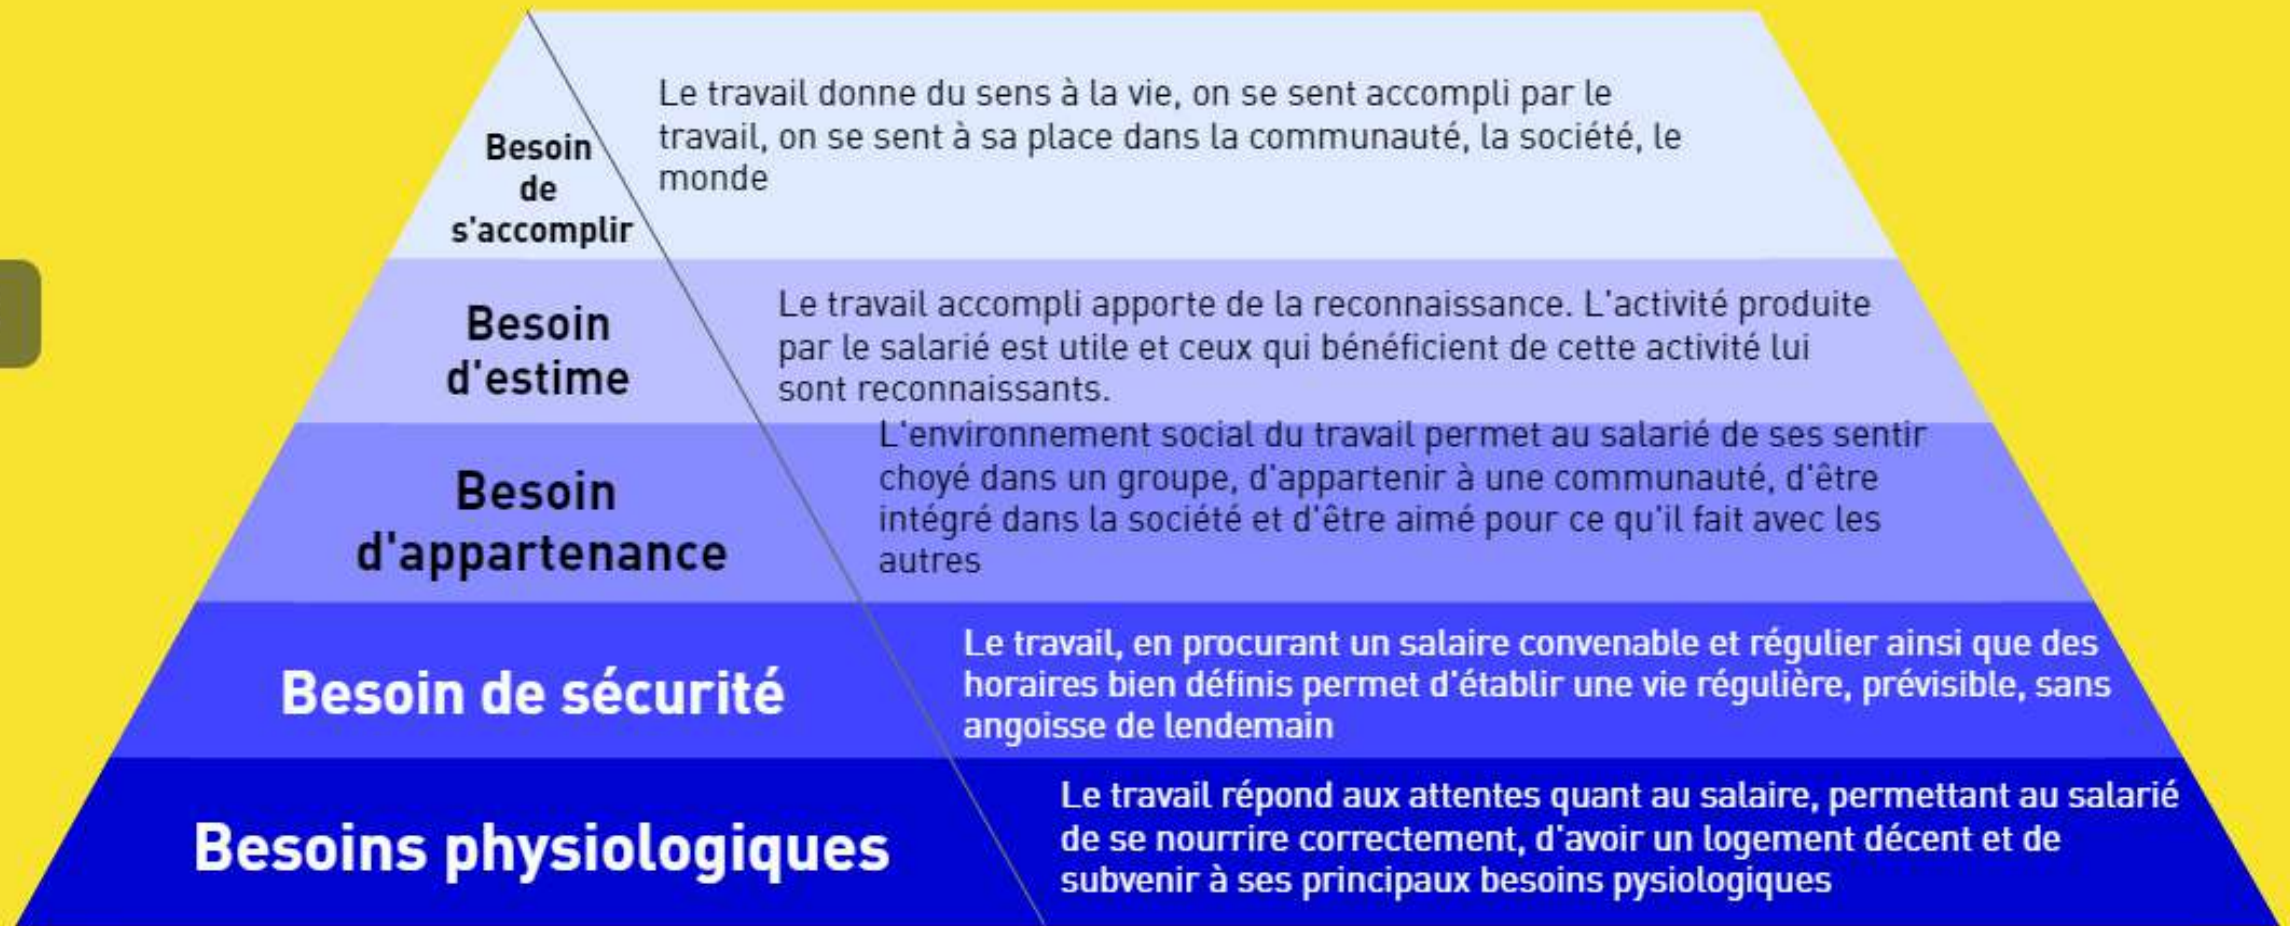 Besoin
de
s'accomplir
Le travail donne du sens à la vie, on se sent accompli par le
travail, on se sent à sa place dans la communauté, la société, le
monde
Besoin
d'estime
Le travail accompli apporte de la reconnaissance. L'activité produite
par le salarié est utile et ceux qui bénéficient de cette activité lui
sont reconnaissants.
Besoin
d'appartenance
L'environnement social du travail permet au salarié de ses sentir
choyé dans un groupe, d'appartenir à une communauté, d'être
intégré dans la société et d'être aimé pour ce qu'il fait avec les
autres
Besoin de sécurité
Le travail, en procurant un salaire convenable et régulier ainsi que des
horaires bien définis permet d'établir une vie régulière, prévisible, sans
angoisse de lendemain
Besoins physiologiques
Le travail répond aux attentes quant au salaire, permettant au salarié
de se nourrire correctement, d'avoir un logement décent et de
subvenir à ses principaux besoins pysiologiques